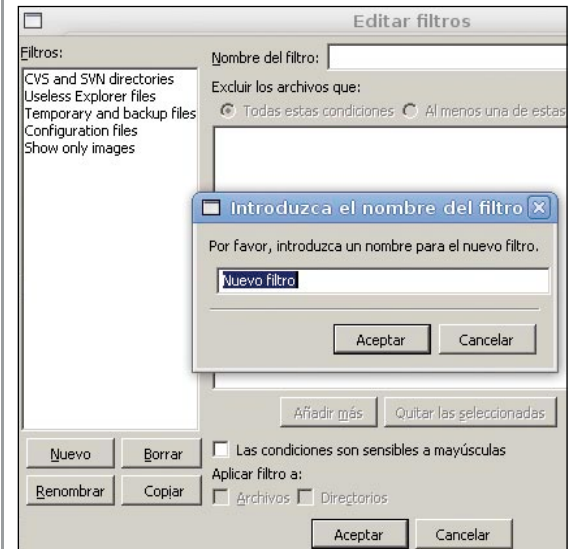 Editar filtros
Filtros:
CVS and SVN directories
Useless Explorer files
Temporary and backup files
Configuration files
Show only images
Nuevo
Borrar
Renombrar
Copiar
Nombre del filtro:
Excluir los archivos que:
Todas estas condiciones
Al menos una de estas
Introduzca el nombre del filtro
Por favor, introduzca un nombre para el nuevo filtro.
Nuevo filtro
Aceptar
Cancelar
Añadir más
Quitar las seleccionadas
Las condiciones son sensibles a mayúsculas
Aplicar filtro a:
Archivos
Directorios
Aceptar
Cancelar